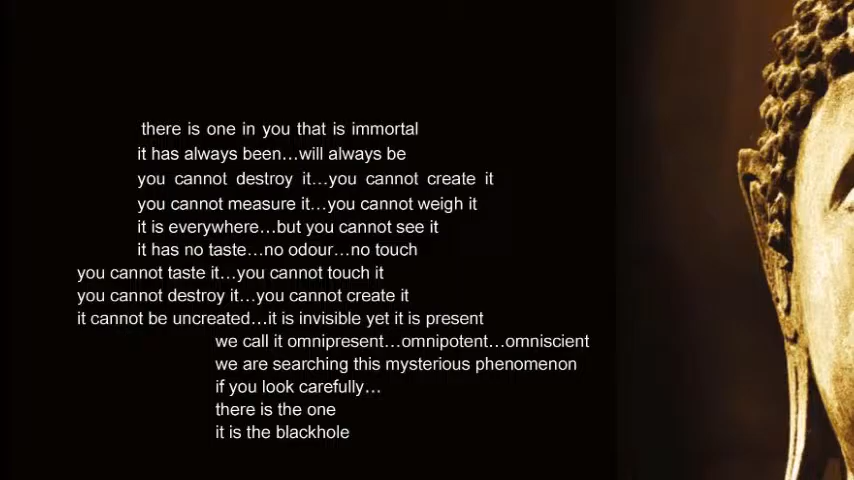 there is one in you that is immortal
it has always been...will always be
you cannot destroy it...you cannot create it
you cannot measure it...you cannot weigh it
it is everywhere...but you cannot see it
it has no taste...no odour...no touch
you cannot taste it...you cannot touch it
you cannot destroy it...you cannot create it
it cannot be uncreated...it is invisible yet it is present
we call it omnipresent...omnipotent...omniscient
we are searching this mysterious phenomenon
if you look carefully...
there is the one
it is the blackhole